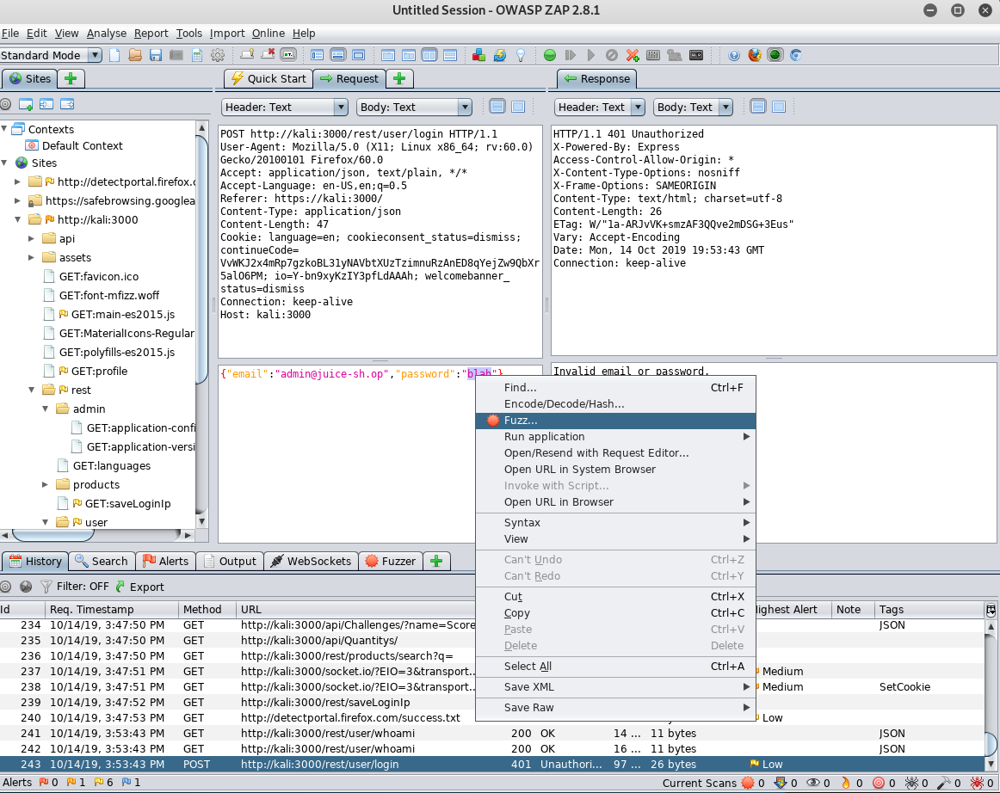 Untitled Session - OWASP ZAP 2.8.1
File Edit View Analyse Report Tools Import Online Help
Standard Mode
Sites
Quick Start
Request
Response
Header: Text
Body: Text
Header: Text
Body: Text
Contexts
Default Context
Sites
http://detectportal.firefox.c
https://safebrowsing.googlea
http://kali:3000
api
assets
GET:favicon.ico
GET:font-mfizz.woff
GET:main-es2015.js
GET:MaterialIcons-Regular
GET:polyfills-es2015.js
GET:profile
rest
admin
GET:application-confi
GET:application-versi
GET:languages
products
GET:saveLoginIp
user
POST http://kali:3000/rest/user/login HTTP/1.1
User-Agent: Mozilla/5.0 (X11; Linux x86_64; rv:60.0)
Gecko/20100101 Firefox/60.0
Accept: application/json, text/plain, */*
Accept-Language: en-US,en;q=0.5
Referer: https://kali:3000/
Content-Type: application/json
Content-Length: 47
Cookie: language=en; cookieconsent_status=dismiss;
continueCode=
VvWKJ2x4mRp7gzkoBL31yNAVbtXUzTzimnuRzAnED8qYejZw9QbXr
5alO6PM; io=Y-bn9xyKzIY3pfLdAAAh; welcomebanner_
status=dismiss
Connection: keep-alive
Host: kali:3000
{"email":"admin@juice-sh.op","password":"blah"}
HTTP/1.1 401 Unauthorized
X-Powered-By: Express
Access-Control-Allow-Origin: *
X-Content-Type-Options: nosniff
X-Frame-Options: SAMEORIGIN
Content-Type: text/html; charset=utf-8
Content-Length: 26
ETag: W/"1a-ARJvVK+smzAF3QQve2mDSG+3Eus"
Vary: Accept-Encoding
Date: Mon, 14 Oct 2019 19:53:43 GMT
Connection: keep-alive
Invalid email or password.
Find... Ctrl+F
Encode/Decode/Hash...
Fuzz...
Run application
Open/Resend with Request Editor...
Open URL in System Browser
Invoke with Script...
Open URL in Browser
Syntax
View
Can't Undo Ctrl+Z
Can't Redo Ctrl+Y
Cut Ctrl+X
Copy Ctrl+C
Paste Ctrl+V
Delete Delete
Select All Ctrl+A
Save XML
Save Raw
History Search Alerts Output WebSockets Fuzzer
Filter: OFF Export
Id Req. Timestamp Method URL ighest Alert Note Tags
234 10/14/19, 3:47:50 PM GET http://kali:3000/api/Challenges/?name=Score JSON
235 10/14/19, 3:47:50 PM GET http://kali:3000/api/Quantitys/
236 10/14/19, 3:47:50 PM GET http://kali:3000/rest/products/search?q=
237 10/14/19, 3:47:51 PM GET http://kali:3000/socket.io/?EIO=3&transport... Medium
238 10/14/19, 3:47:51 PM GET http://kali:3000/socket.io/?EIO=3&transport... Medium SetCookie
239 10/14/19, 3:47:52 PM GET http://kali:3000/rest/saveLoginIp
240 10/14/19, 3:47:53 PM GET http://detectportal.firefox.com/success.txt Low
241 10/14/19, 3:53:43 PM GET http://kali:3000/rest/user/whoami 200 OK 14 ... 11 bytes JSON
242 10/14/19, 3:53:43 PM GET http://kali:3000/rest/user/whoami 200 OK 16 ... 11 bytes JSON
243 10/14/19, 3:53:43 PM POST http://kali:3000/rest/user/login 401 Unauthori... 97 ... 26 bytes Low
Alerts 0 1 6 1 Current Scans 0 0 0 0 0 0 0 0